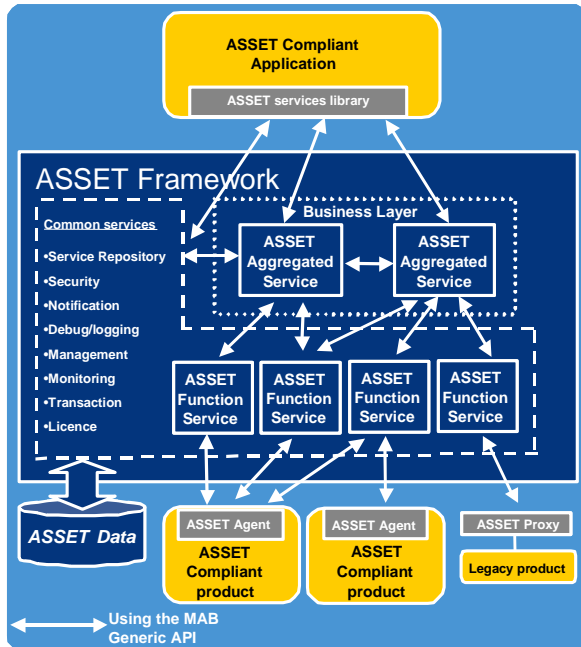 ASSET Compliant
Application
ASSET services library
ASSET Framework
Common services
•Service Repository
•Security
•Notification
•Debug/logging
•Management
•Monitoring
•Transaction
•Licence
Business Layer
ASSET
Aggregated
Service
ASSET
Aggregated
Service
ASSET
Function
Service
ASSET
Function
Service
ASSET
Function
Service
ASSET
Function
Service
ASSET Data
ASSET Agent
ASSET
Compliant
product
ASSET Agent
ASSET
Compliant
product
ASSET Proxy
Legacy product
Using the MAB
Generic API